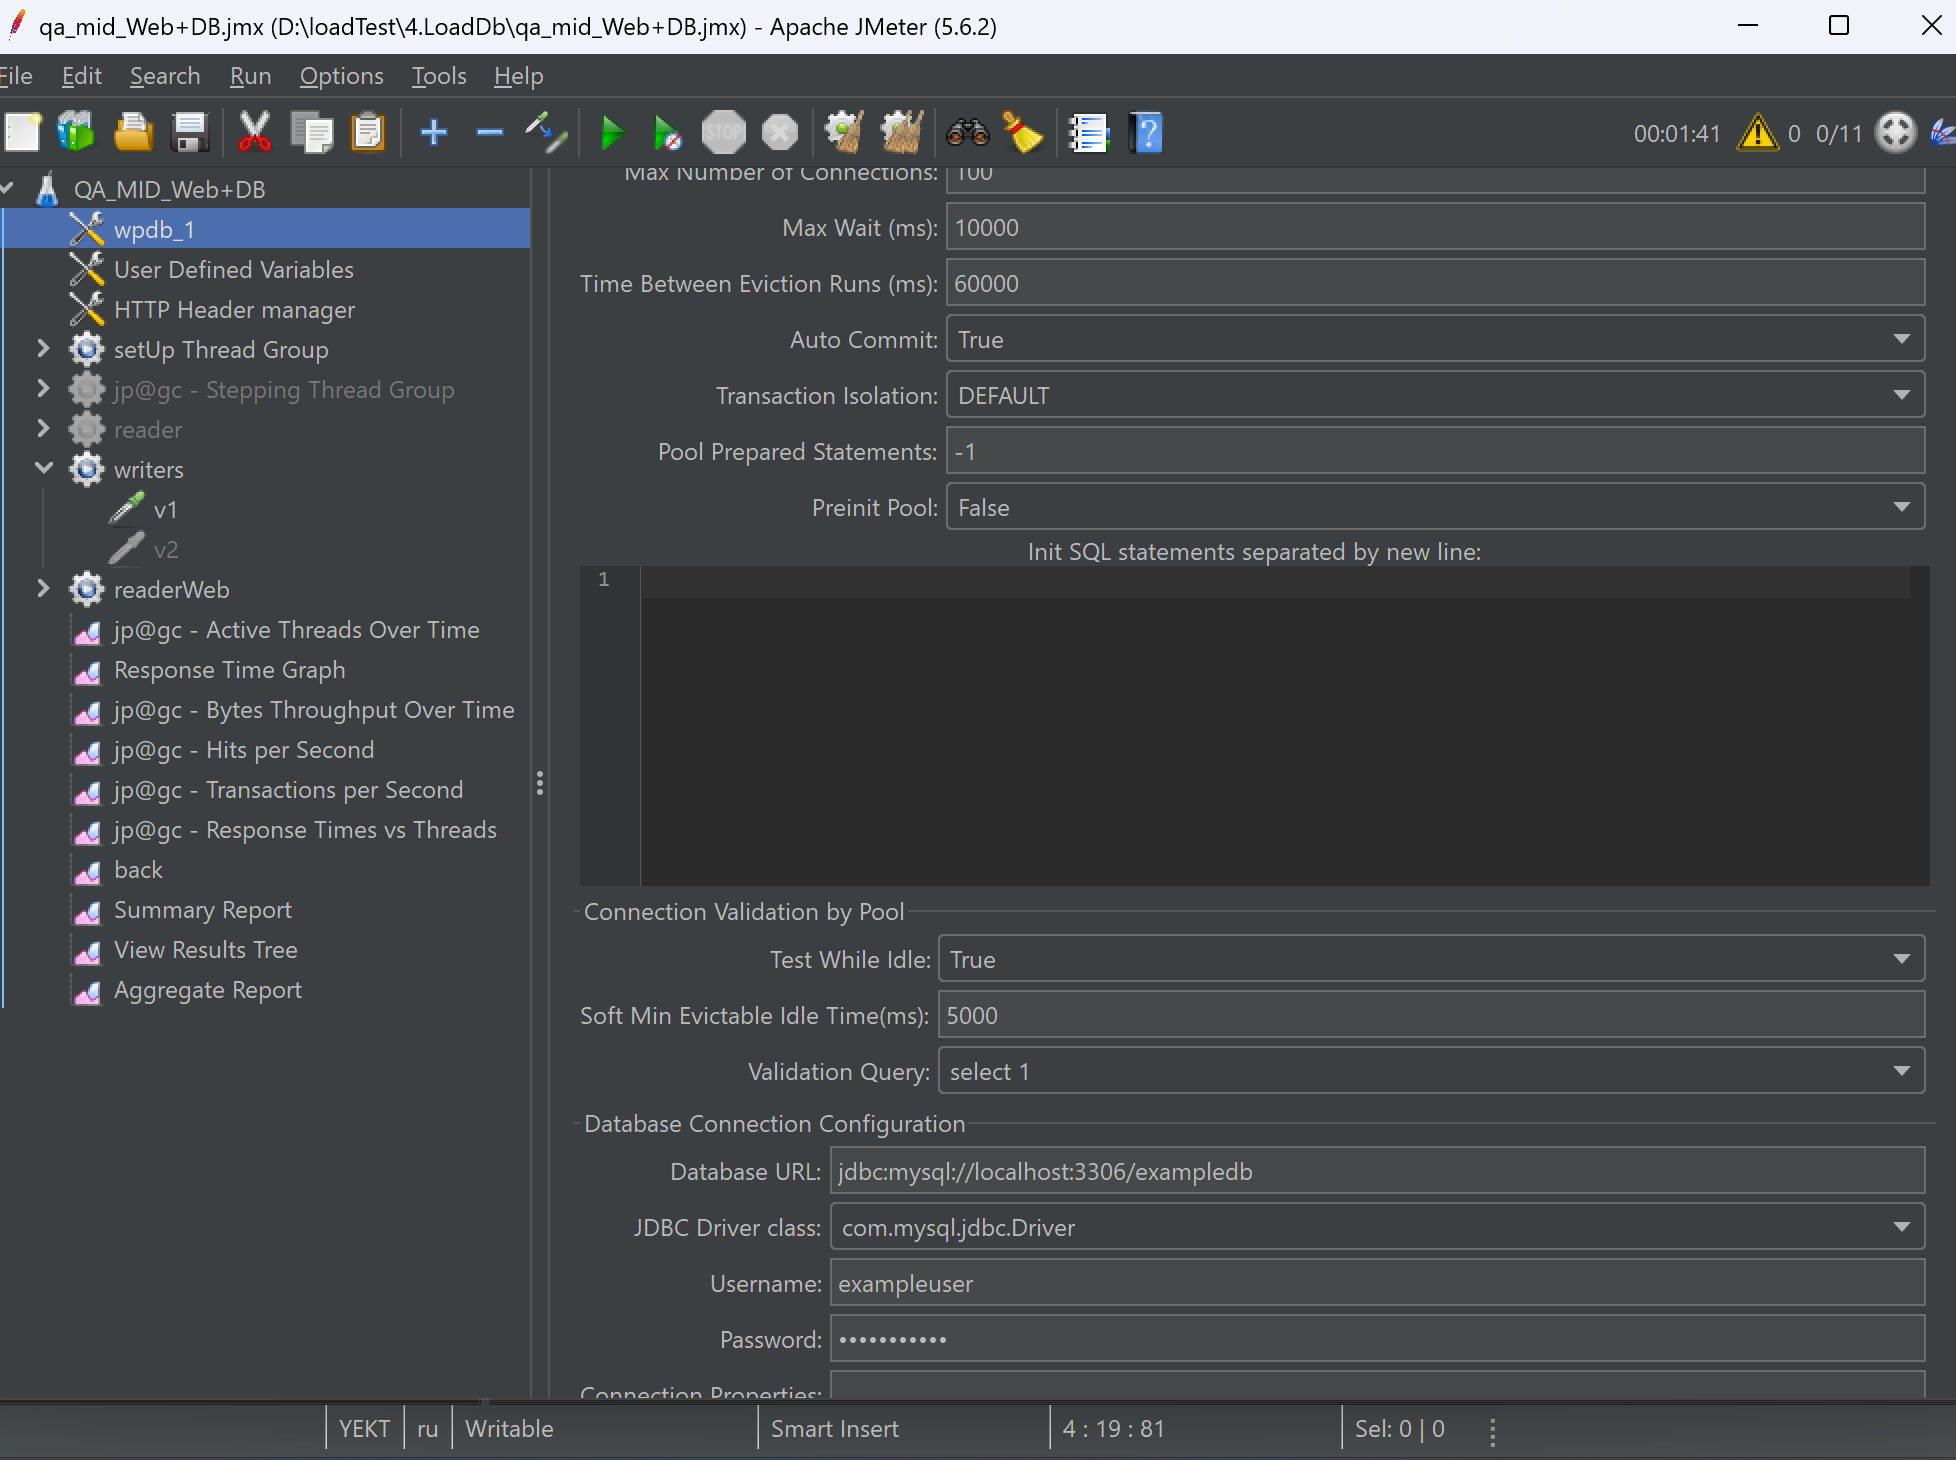 qa_mid_Web+DB.jmx (D:\loadTest\4.LoadDb\qa_mid_Web+DB.jmx) - Apache JMeter (5.6.2)
File Edit Search Run Options Tools Help
STOP
00:01:41 0 0/11
QA_MID_Web+DB
wpdb_1
User Defined Variables
HTTP Header manager
setUp Thread Group
jp@gc - Stepping Thread Group
reader
writers
v1
v2
readerWeb
jp@gc - Active Threads Over Time
Response Time Graph
jp@gc - Bytes Throughput Over Time
jp@gc - Hits per Second
jp@gc - Transactions per Second
jp@gc - Response Times vs Threads
back
Summary Report
View Results Tree
Aggregate Report
Max Number of Connections: 100
Max Wait (ms): 10000
Time Between Eviction Runs (ms): 60000
Auto Commit: True
Transaction Isolation: DEFAULT
Pool Prepared Statements: -1
Preinit Pool: False
Init SQL statements separated by new line:
1
Connection Validation by Pool
Test While Idle: True
Soft Min Evictable Idle Time(ms): 5000
Validation Query: select 1
Database Connection Configuration
Database URL: jdbc:mysql://localhost:3306/exampledb
JDBC Driver class: com.mysql.jdbc.Driver
Username: exampleuser
Password: •••••••••••
Connection Properties:
YEKT ru Writable Smart Insert 4 : 19 : 81 Sel: 0 | 0